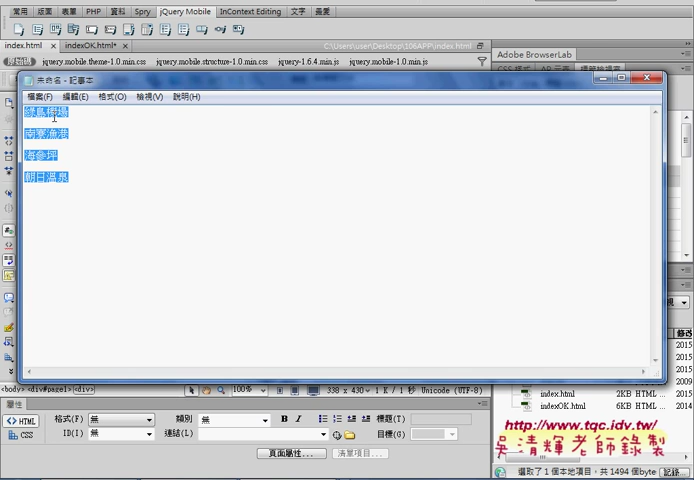 常用 版面 表單 PHP 資料 Spry jQuery Mobile InContext Editing 文字 最愛
index.html × indexOK.html* × C:\Users\user\Desktop\106APP\index.html
原始碼 jquery.mobile.theme-1.0.min.css jquery.mobile.structure-1.0.min.css jquery-1.6.4.min.js jquery.mobile-1.0.min.js
Adobe BrowserLab
未命名 - 記事本
檔案(F) 編輯(E) 格式(O) 檢視(V) 說明(H)
綠島燈塔
南寮漁港
海參坪
朝日溫泉
<body> <div#page1> <div>
100% 338 x 430 1 K / 1 秒 Unicode (UTF-8)
屬性
HTML 格式(F) 無 類別 無 B I 標題(T)
CSS ID(I) 無 連結(L) 目標(G)
頁面屬性... 清單項目...
修改
2015
2015
2015
2009
index.html 2KB HTML ... 2015
indexOK.html 6KB HTML ... 2014
http://www.tqc.idv.tw/
吳清輝老師錄製
選取了 1 個本地項目，共 1494 個byte 記錄...